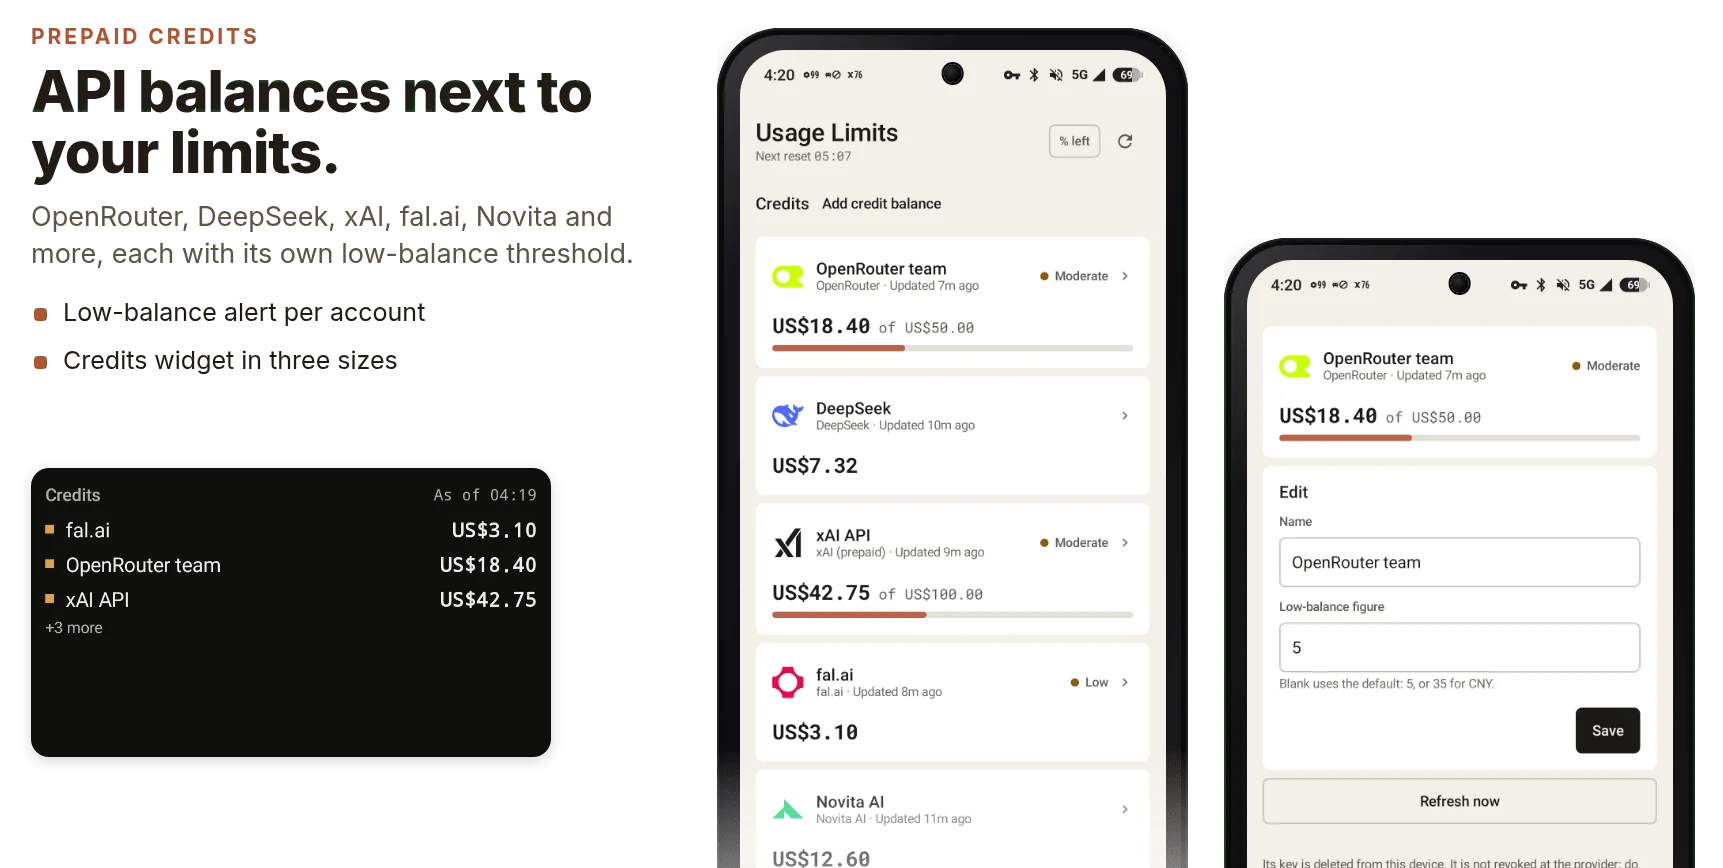 PREPAID CREDITS
API balances next to
your limits.
OpenRouter, DeepSeek, xAI, fal.ai, Novita and
more, each with its own low-balance threshold.
Low-balance alert per account
Credits widget in three sizes
Credits
As of 04:19
fal.ai
US$3.10
OpenRouter team
US$18.40
xAI API
US$42.75
+3 more
4:20
99
X76
5G
69
Usage Limits
Next reset 05:07
% left
Credits
Add credit balance
OpenRouter team
OpenRouter · Updated 7m ago
Moderate
US$18.40 of US$50.00
DeepSeek
DeepSeek · Updated 10m ago
US$7.32
xAI API
xAI (prepaid) · Updated 9m ago
Moderate
US$42.75 of US$100.00
fal.ai
fal.ai · Updated 8m ago
Low
US$3.10
Novita AI
Novita AI · Updated 11m ago
US$12.60
4:20
99
X76
5G
69
OpenRouter team
OpenRouter · Updated 7m ago
Moderate
US$18.40 of US$50.00
Edit
Name
OpenRouter team
Low-balance figure
5
Blank uses the default: 5, or 35 for CNY.
Save
Refresh now
Its key is deleted from this device. It is not revoked at the provider: do